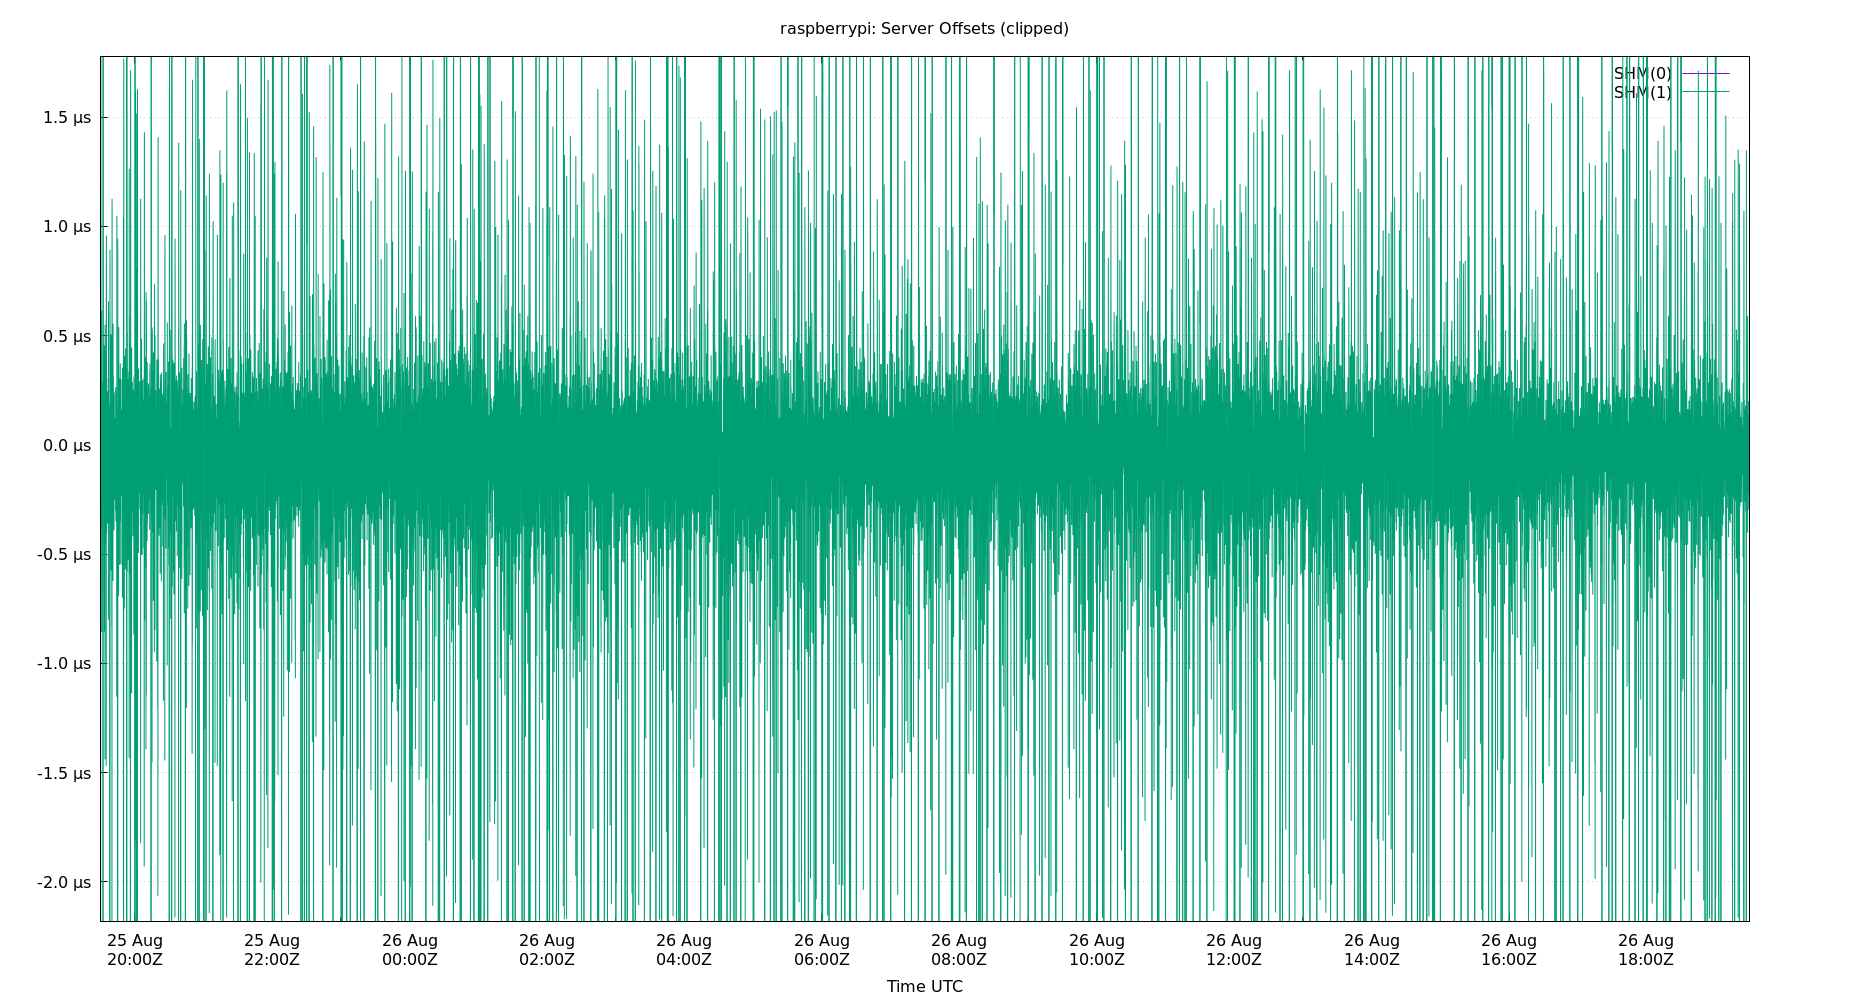 raspberrypi: Server Offsets (clipped)
SHM(0)
SHM(1)
1.5 µs
1.0 µs
0.5 µs
0.0 µs
-0.5 µs
-1.0 µs
-1.5 µs
-2.0 µs
25 Aug 25 Aug 26 Aug 26 Aug 26 Aug 26 Aug 26 Aug 26 Aug 26 Aug 26 Aug 26 Aug 26 Aug
20:00Z 22:00Z 00:00Z 02:00Z 04:00Z 06:00Z 08:00Z 10:00Z 12:00Z 14:00Z 16:00Z 18:00Z
Time UTC